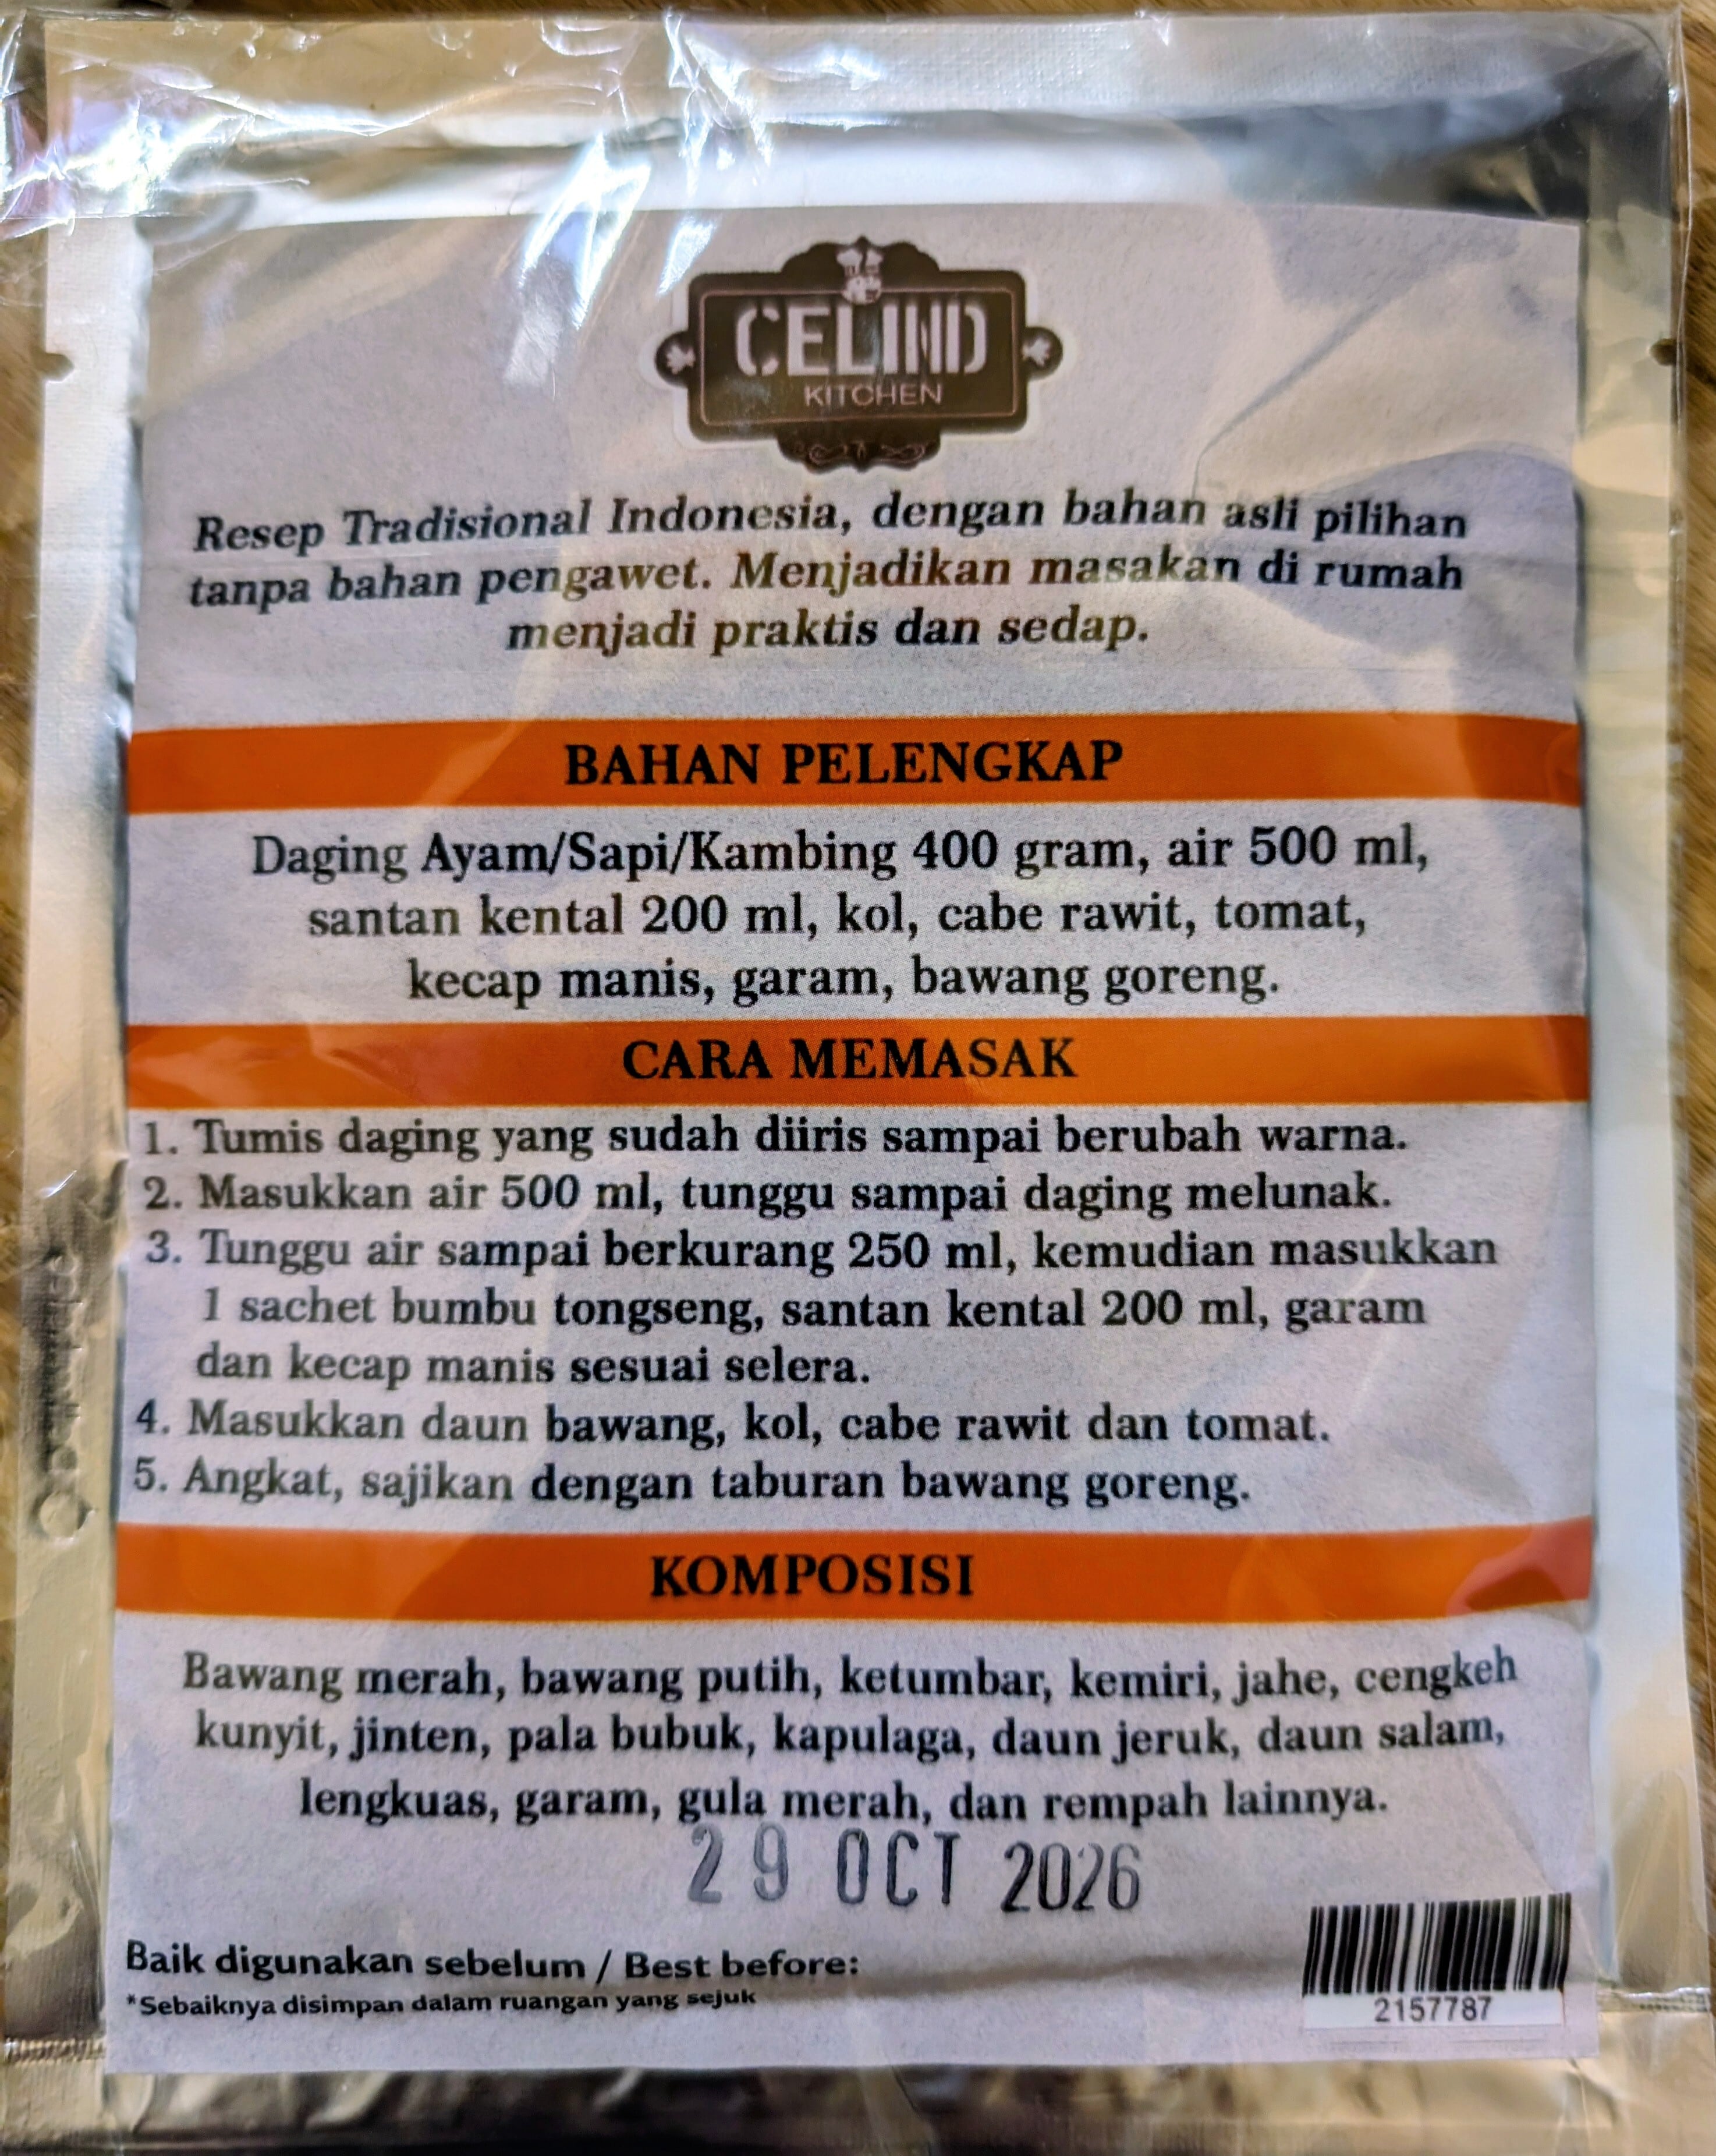 CELIND
KITCHEN
Resep Tradisional Indonesia, dengan bahan asli pilihan
tanpa bahan pengawet. Menjadikan masakan di rumah
menjadi praktis dan sedap.
BAHAN PELENGKAP
Daging Ayam/Sapi/Kambing 400 gram, air 500 ml,
santan kental 200 ml, kol, cabe rawit, tomat,
kecap manis, garam, bawang goreng.
CARA MEMASAK
1. Tumis daging yang sudah diiris sampai berubah warna.
2. Masukkan air 500 ml, tunggu sampai daging melunak.
3. Tunggu air sampai berkurang 250 ml, kemudian masukkan
1 sachet bumbu tongseng, santan kental 200 ml, garam
dan kecap manis sesuai selera.
4. Masukkan daun bawang, kol, cabe rawit dan tomat.
5. Angkat, sajikan dengan taburan bawang goreng.
KOMPOSISI
Bawang merah, bawang putih, ketumbar, kemiri, jahe, cengkeh
kunyit, jinten, pala bubuk, kapulaga, daun jeruk, daun salam,
lengkuas, garam, gula merah, dan rempah lainnya.
29 OCT 2026
Baik digunakan sebelum / Best before:
*Sebaiknya disimpan dalam ruangan yang sejuk
2157787